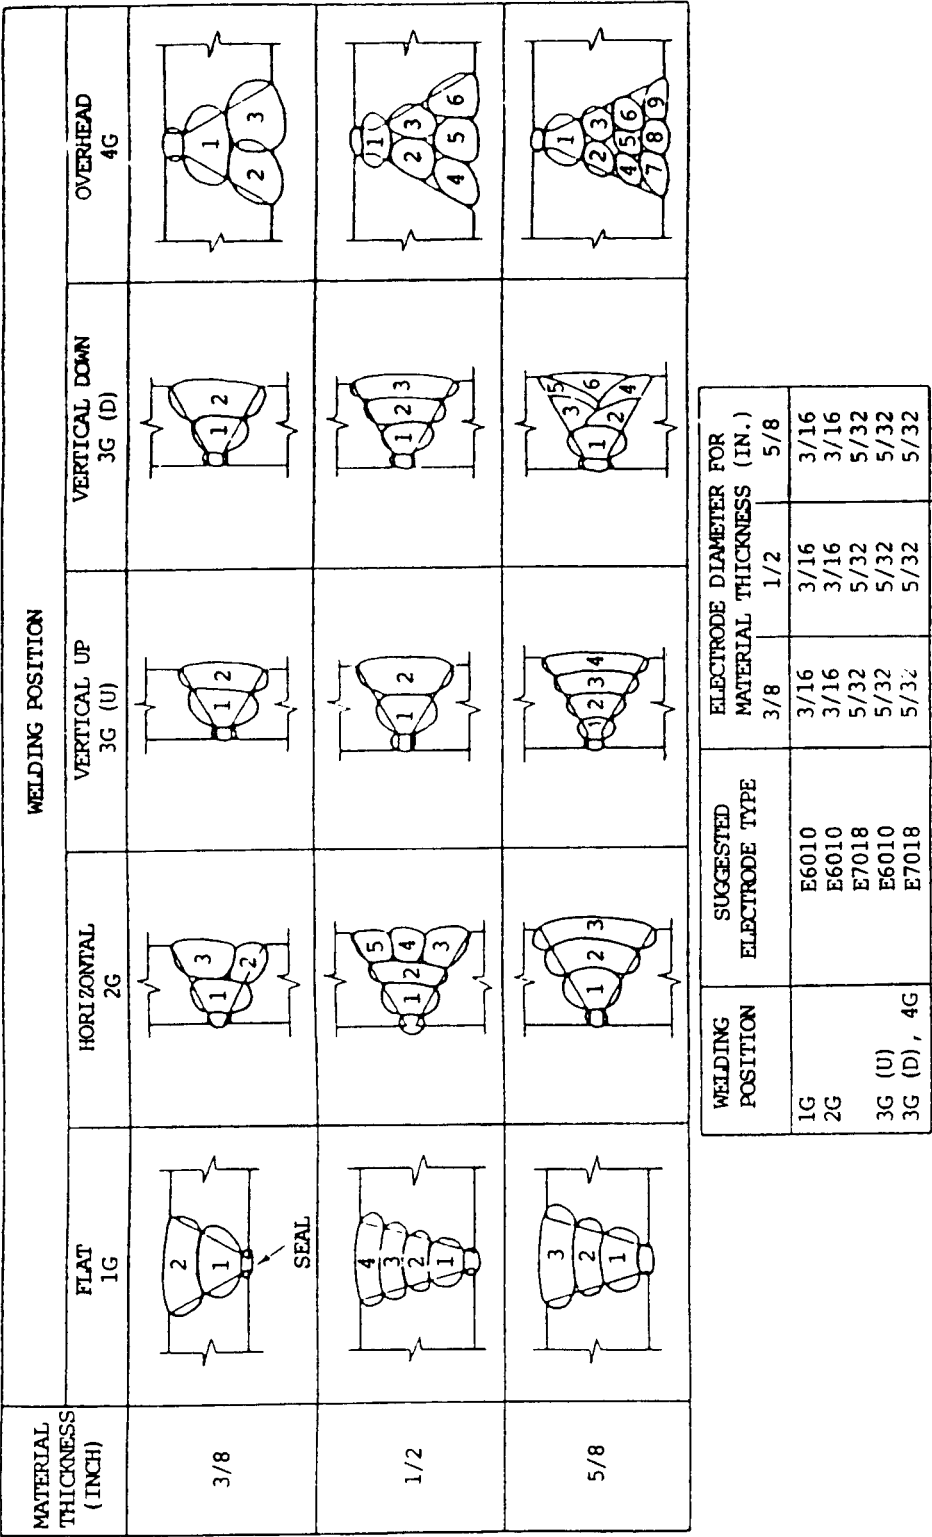 WELDING POSITION
MATERIAL
THICKNESS
(INCH)
FLAT
1G
HORIZONTAL
2G
VERTICAL UP
3G (U)
VERTICAL DOWN
3G (D)
OVERHEAD
4G
3/8
2
1
SEAL
3
1
2
2
1
2
1
1
3
2
1/2
4
3
2
1
5
4
3
2
1
2
1
3
2
1
1
3
2
6
5
4
5/8
3
2
1
3
2
1
4
3
2
1
5
6
4
3
2
1
1
3
2
6
5
4
9
8
7
WELDING
POSITION
SUGGESTED
ELECTRODE TYPE
ELECTRODE DIAMETER FOR
MATERIAL THICKNESS (IN.)
3/8 1/2 5/8
1G E6010 3/16 3/16 3/16
2G E6010 3/16 3/16 3/16
E7018 5/32 5/32 5/32
3G (U) E6010 5/32 5/32 5/32
3G (D), 4G E7018 5/32 5/32 5/32